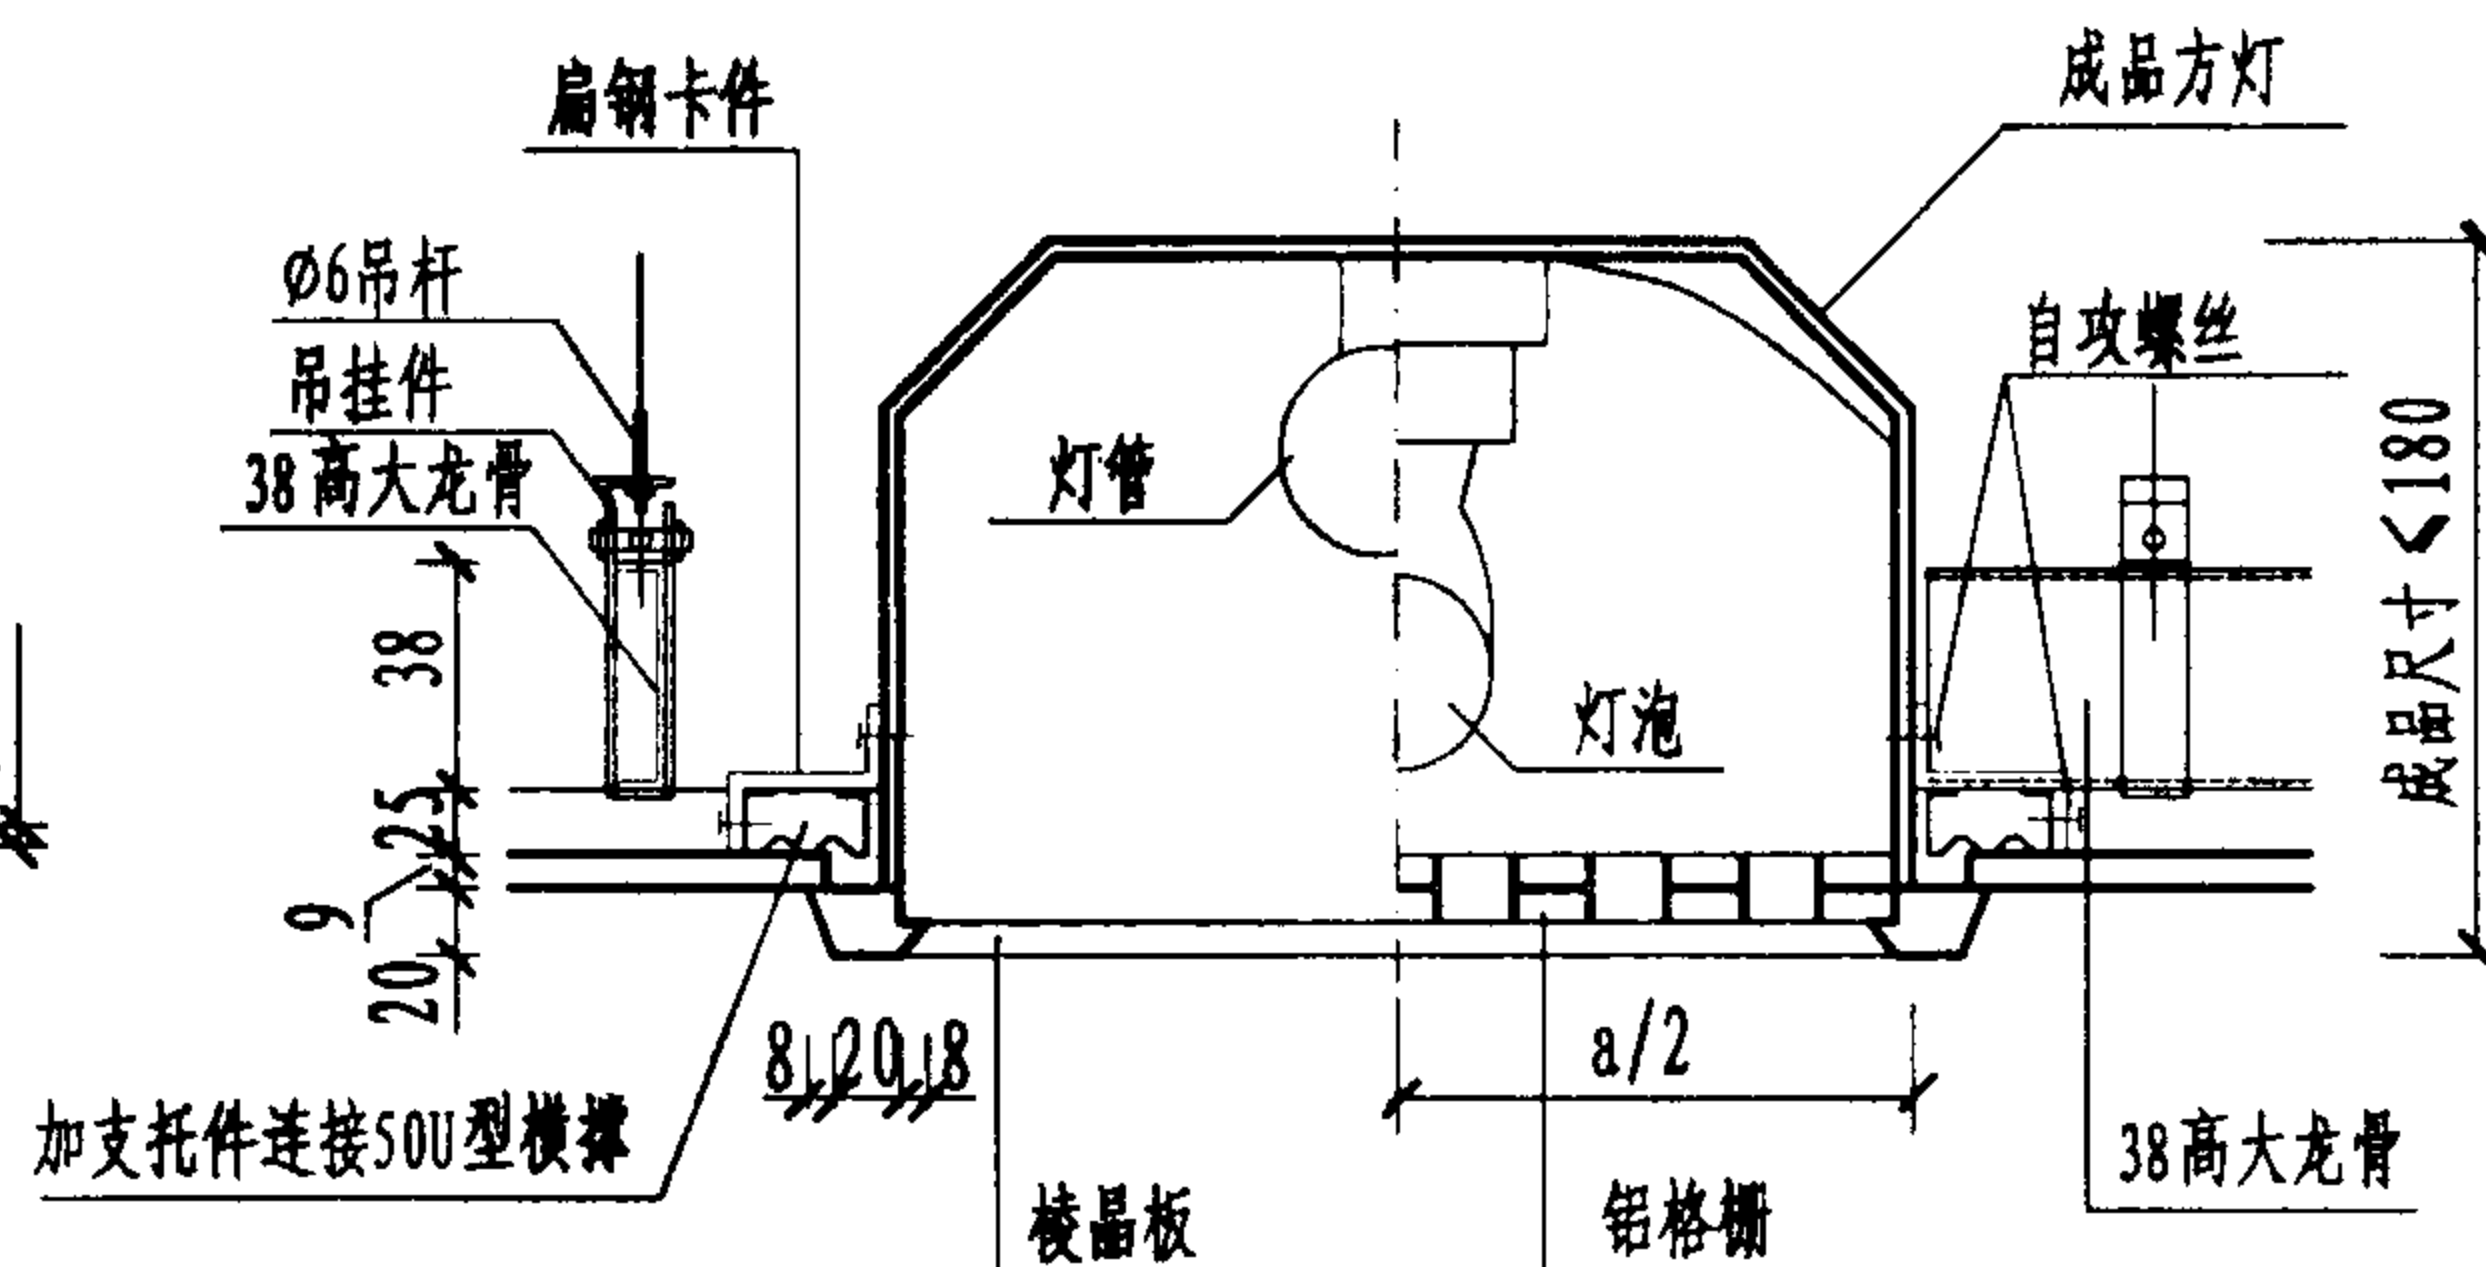 扁钢卡件
成品方灯
ø6吊杆
吊挂件
38高大龙骨
自攻螺丝
灯管
灯泡
成品尺寸<180
38
25
9
20
8 20 8
a/2
加支托件连接50U型横撑
38高大龙骨
棱晶板
铝格栅